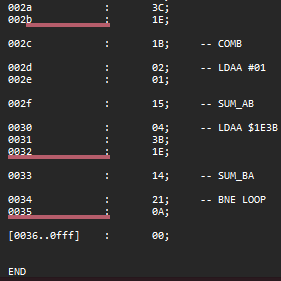 002a : 3C;
002b : 1E;
002c : 1B; -- COMB
002d : 02; -- LDAA #01
002e : 01;
002f : 15; -- SUM_AB
0030 : 04; -- LDAA $1E3B
0031 : 3B;
0032 : 1E;
0033 : 14; -- SUM_BA
0034 : 21; -- BNE LOOP
0035 : 0A;
[0036..0fff] : 00;
END